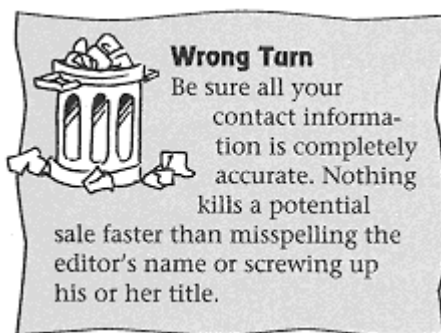 Wrong Turn
Be sure all your
contact informa-
tion is completely
accurate. Nothing
kills a potential
sale faster than misspelling the
editor's name or screwing up
his or her title.